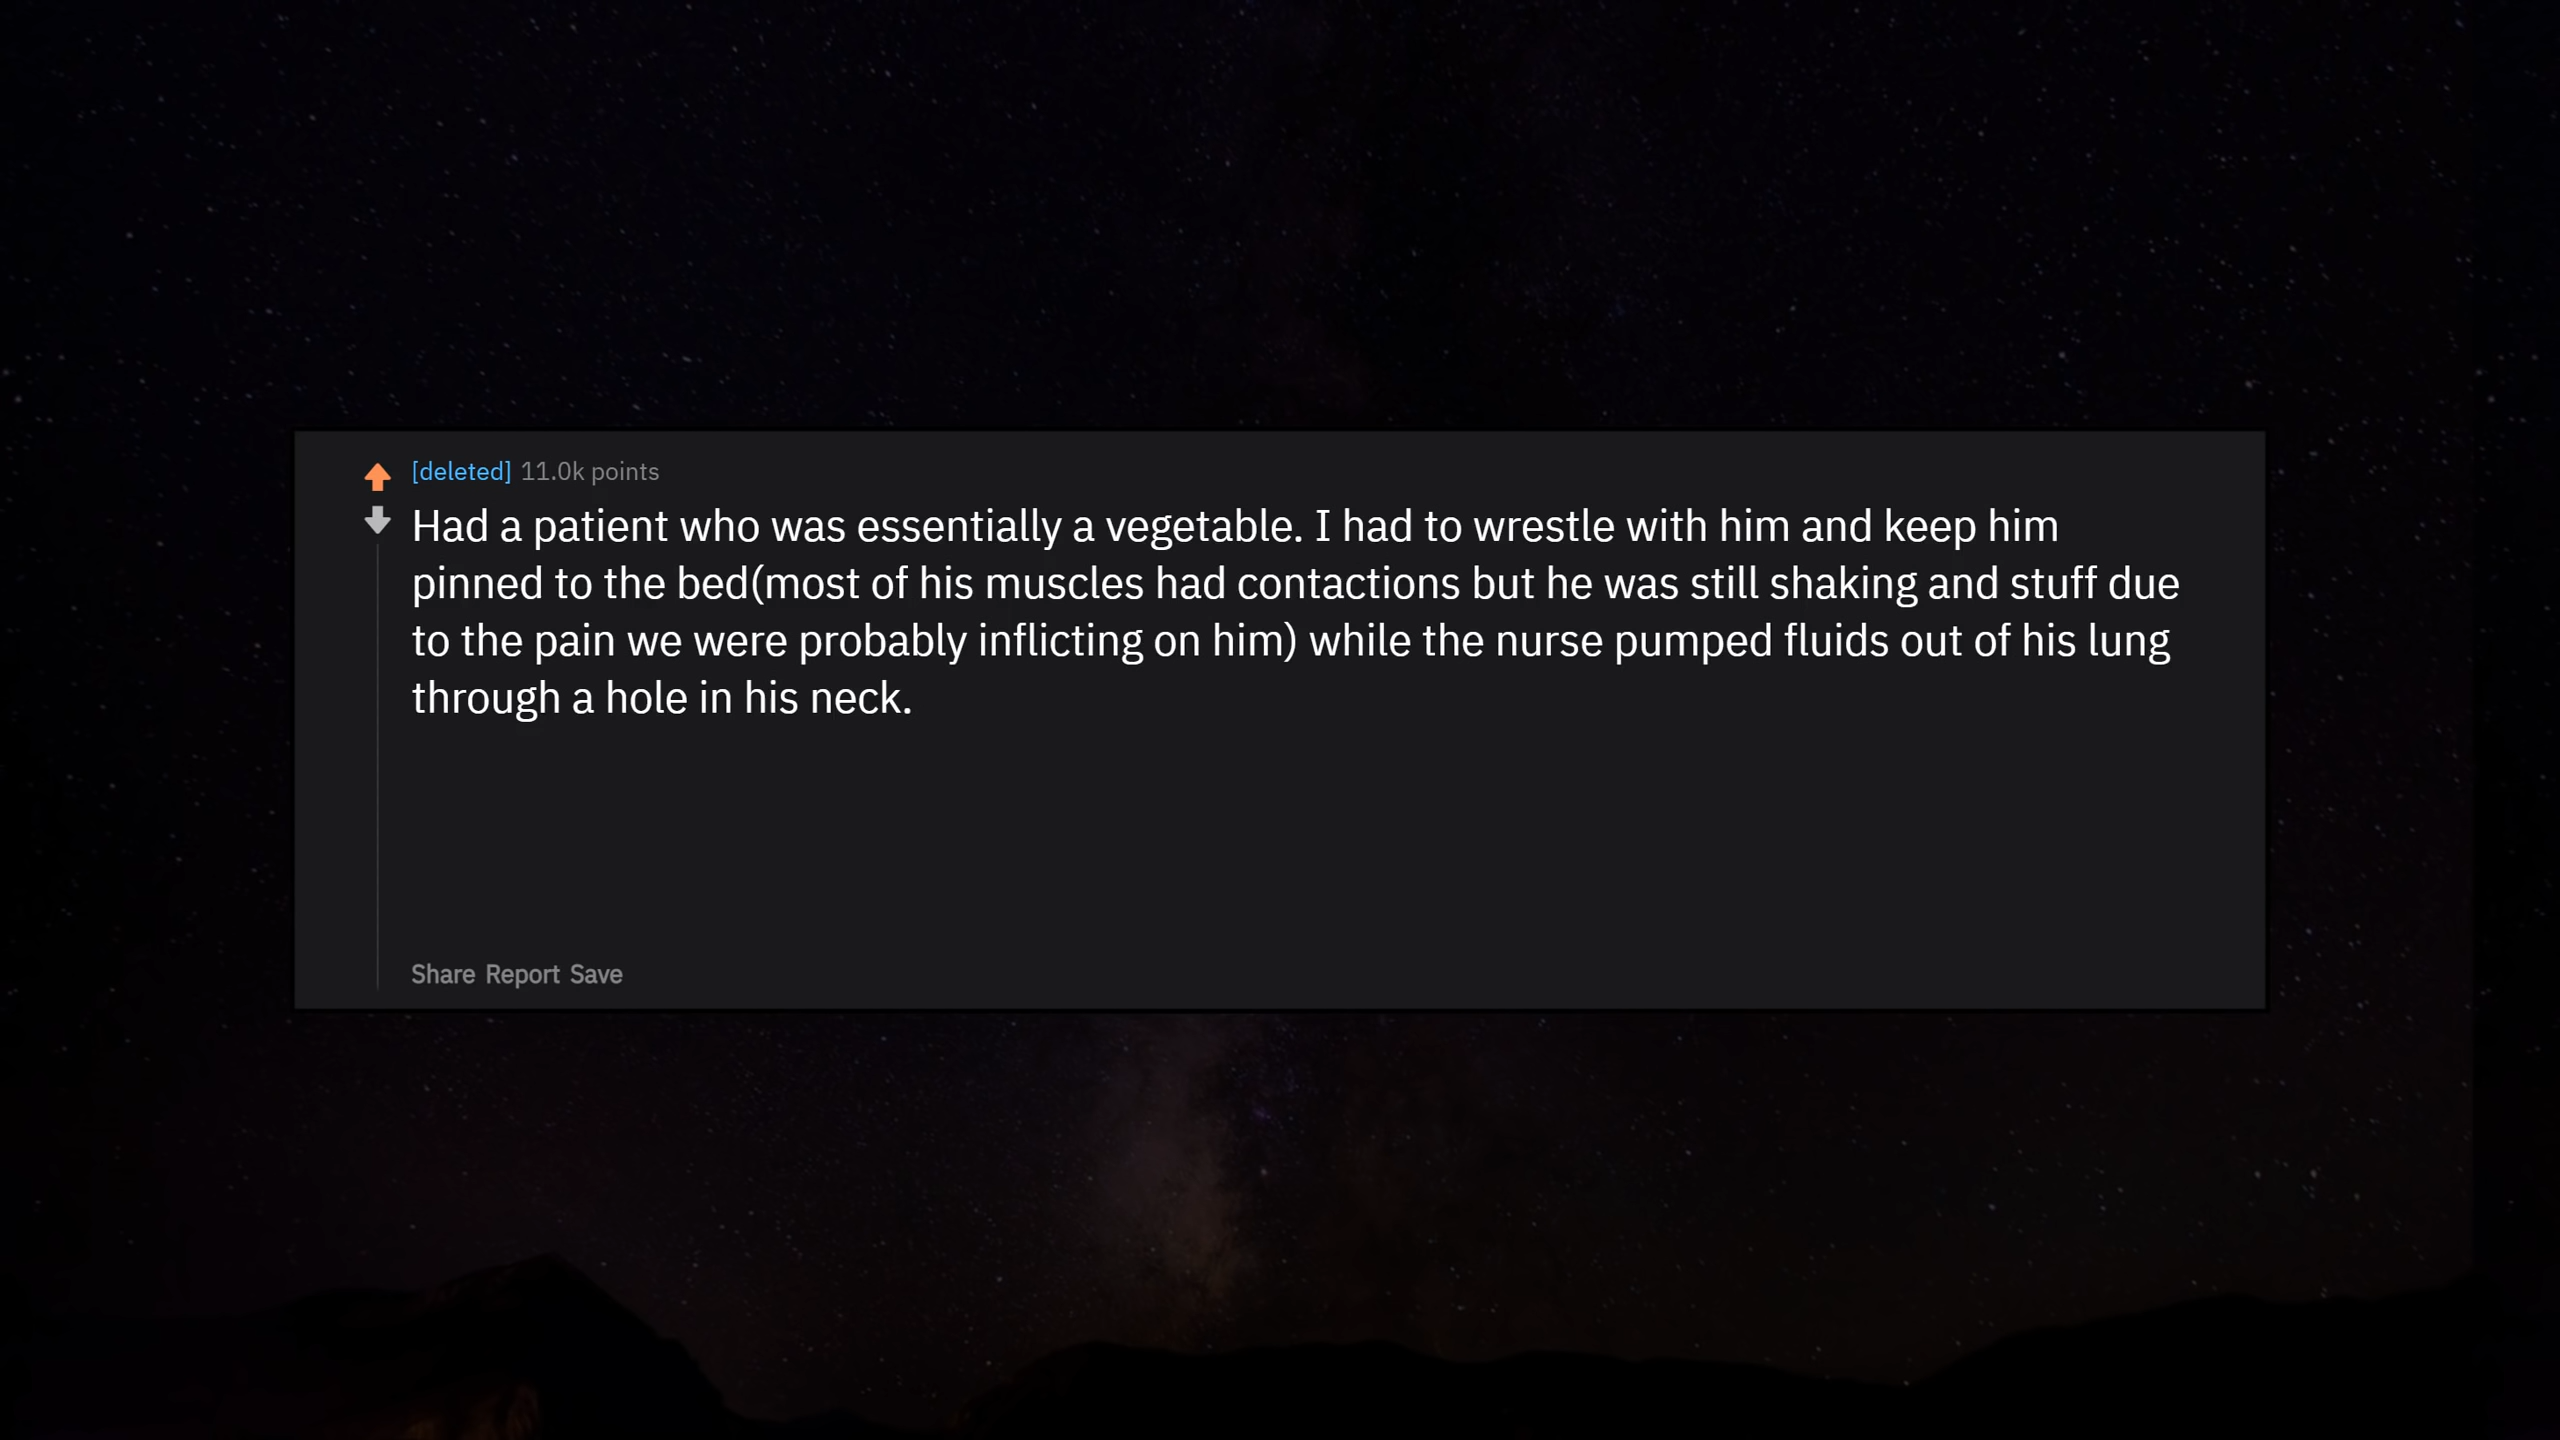 [deleted] 11.0k points
Had a patient who was essentially a vegetable. I had to wrestle with him and keep him
pinned to the bed(most of his muscles had contactions but he was still shaking and stuff due
to the pain we were probably inflicting on him) while the nurse pumped fluids out of his lung
through a hole in his neck.
Share Report Save